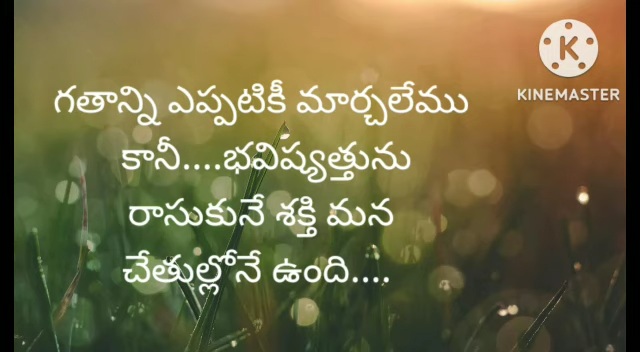 గతాన్ని ఎప్పటికీ మార్చలేము
కానీ....భవిష్యత్తును
రాసుకునే శక్తి మన
చేతుల్లోనే ఉంది....
K
KINEMASTER